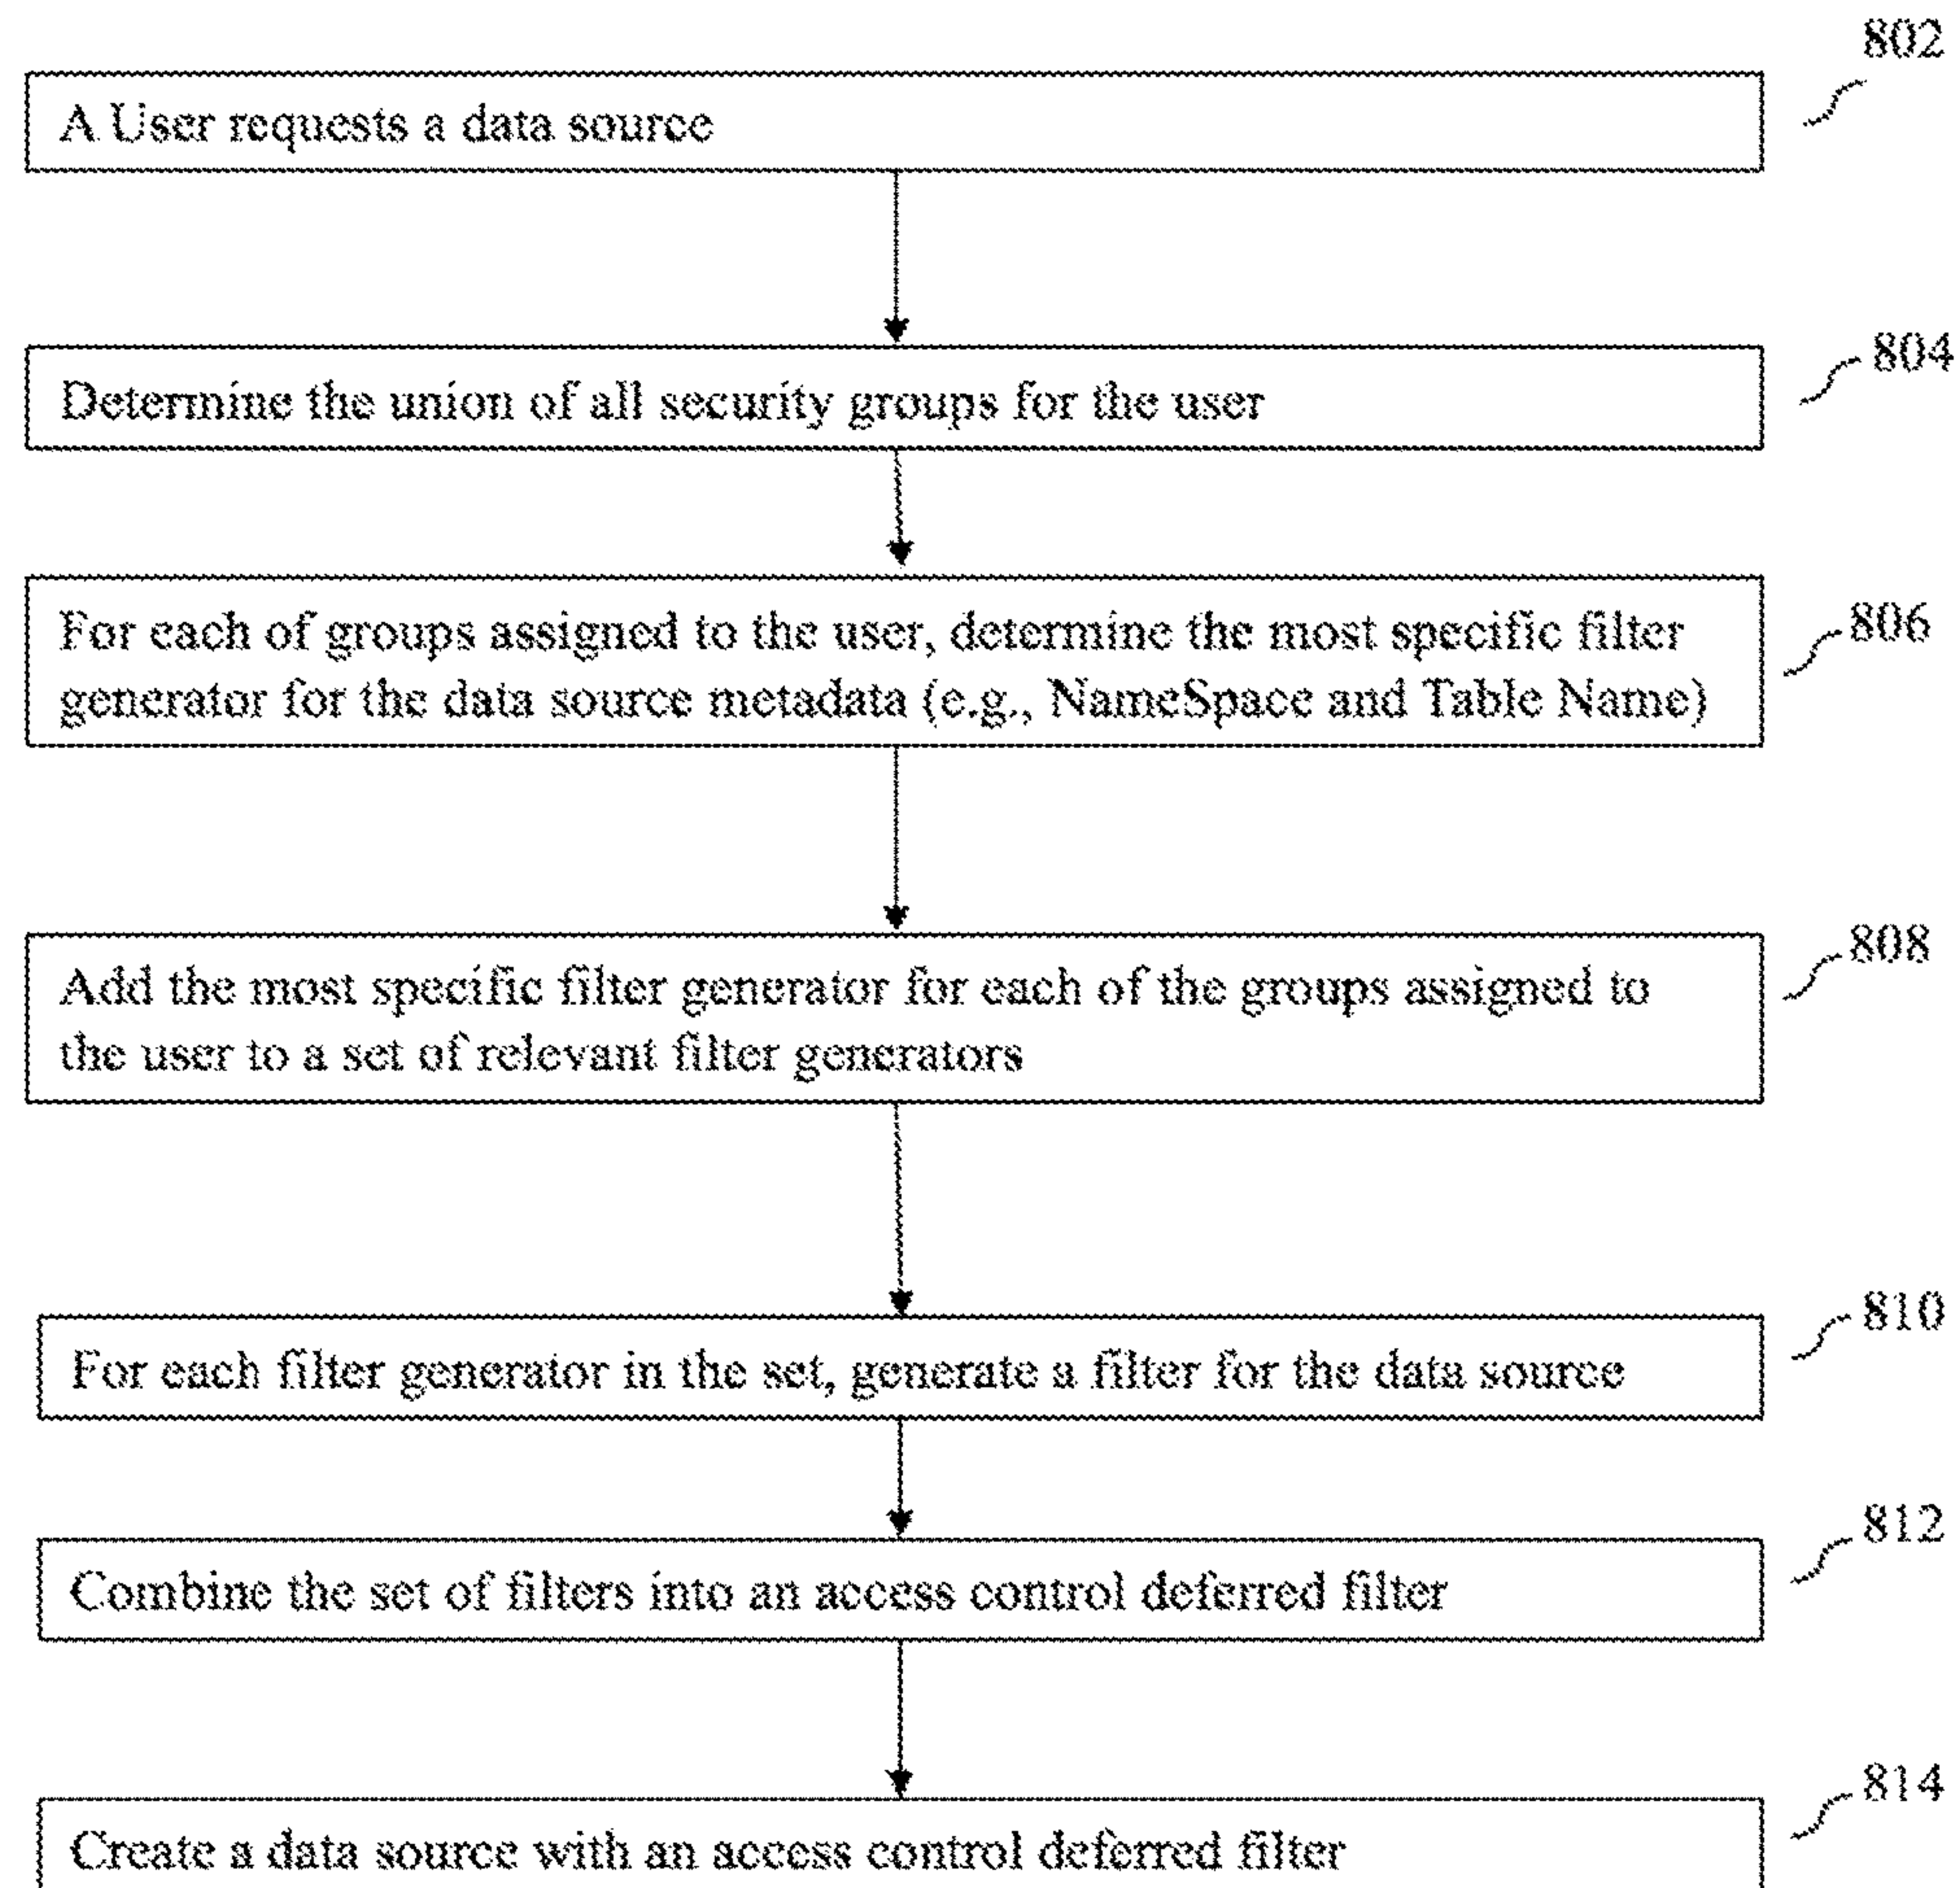 802
A User requests a data source
804
Determine the union of all security groups for the user
806
For each of groups assigned to the user, determine the most specific filter
generator for the data source metadata (e.g., NameSpace and Table Name)
808
Add the most specific filter generator for each of the groups assigned to
the user to a set of relevant filter generators
810
For each filter generator in the set, generate a filter for the data source
812
Combine the set of filters into an access control deferred filter
814
Create a data source with an access control deferred filter